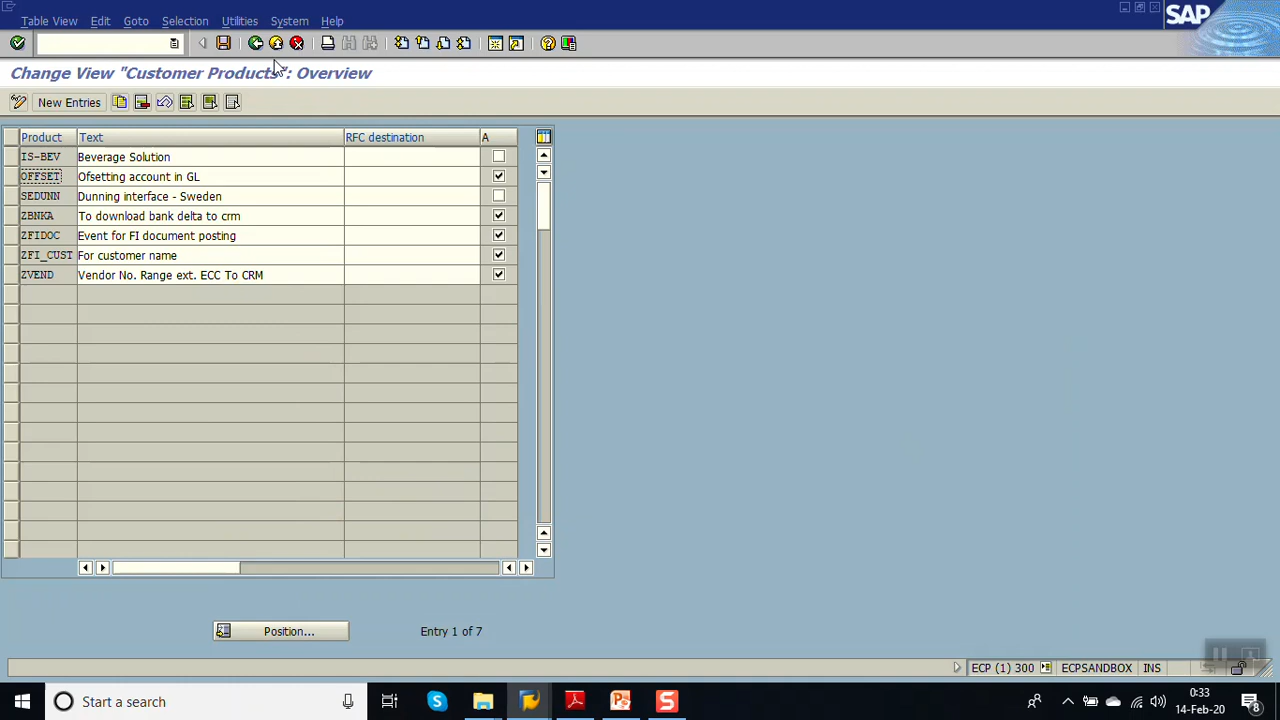 Table View Edit Goto Selection Utilities System Help
SAP
Change View "Customer Products": Overview
New Entries
Product Text RFC destination A
IS-BEV Beverage Solution
OFFSET Ofsetting account in GL
SEDUNN Dunning interface - Sweden
ZBNKA To download bank delta to crm
ZFIDOC Event for FI document posting
ZFI_CUST For customer name
ZVEND Vendor No. Range ext. ECC To CRM
Position... Entry 1 of 7
ECP (1) 300 ECPSANDBOX INS
Start a search
0:33
14-Feb-20
8